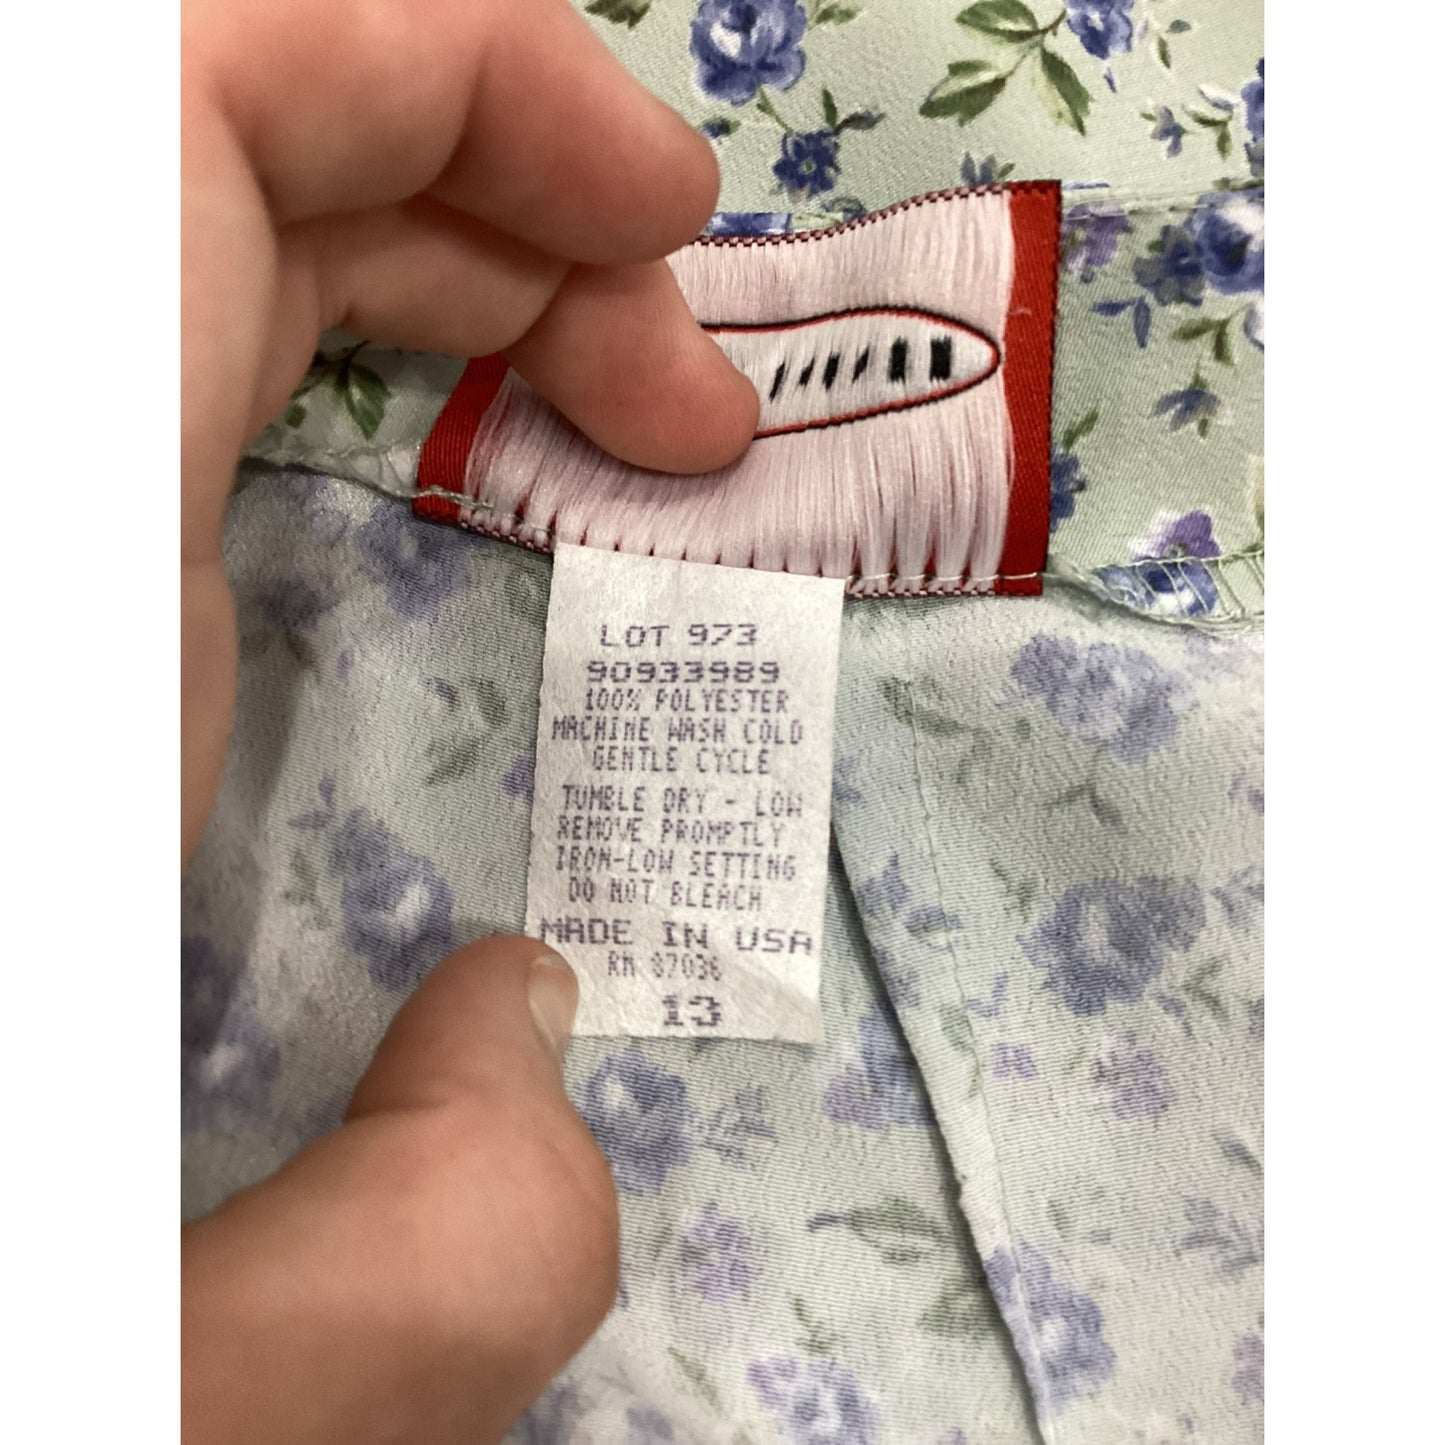 LOT 973
90933989
100% POLYESTER
MACHINE WASH COLD
GENTLE CYCLE
TUMBLE DRY - LOW
REMOVE PROMPTLY
IRON-LOW SETTING
DO NOT BLEACH
MADE IN USA
RN 87036
13